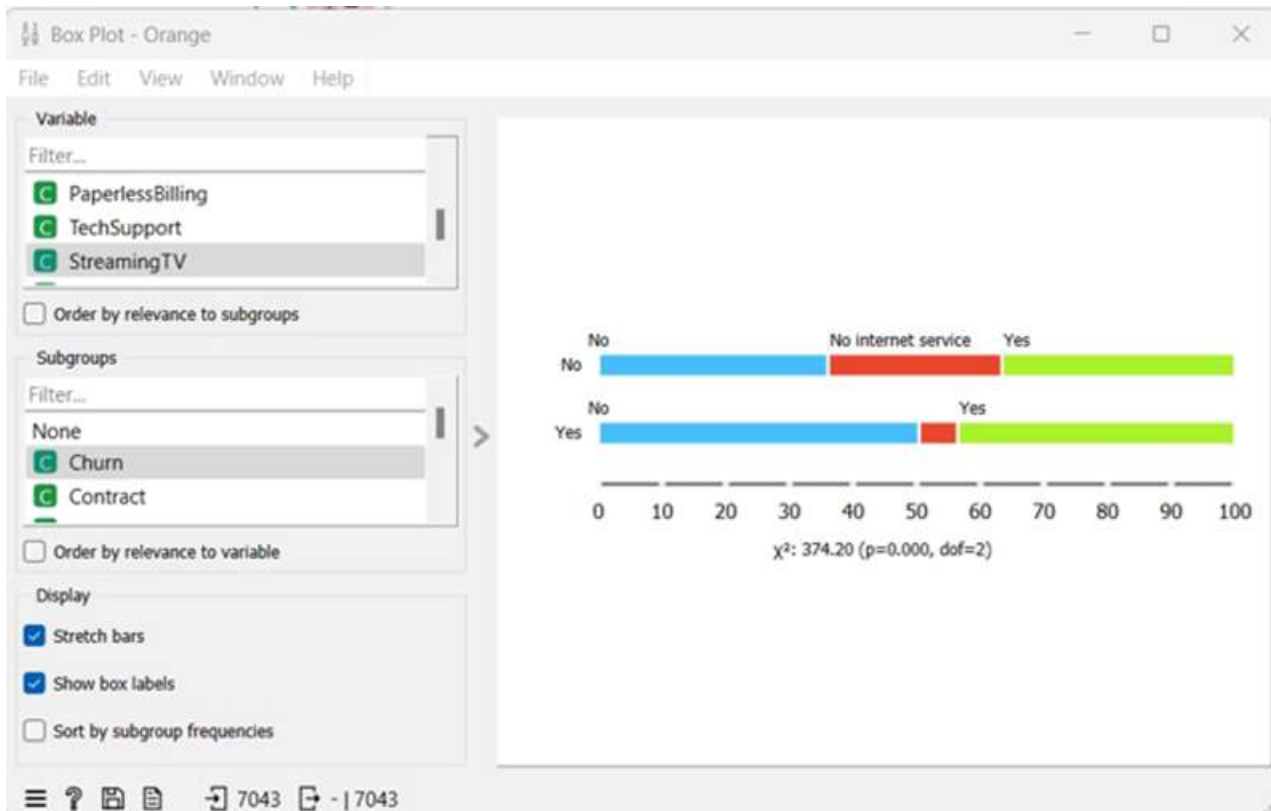 Box Plot - Orange
File Edit View Window Help
Variable
Filter...
PaperlessBilling
TechSupport
StreamingTV
Order by relevance to subgroups
Subgroups
Filter...
None
Churn
Contract
Order by relevance to variable
Display
Stretch bars
Show box labels
Sort by subgroup frequencies
7043 - | 7043
No No internet service Yes
No
No Yes
Yes
0 10 20 30 40 50 60 70 80 90 100
χ²: 374.20 (p=0.000, dof=2)